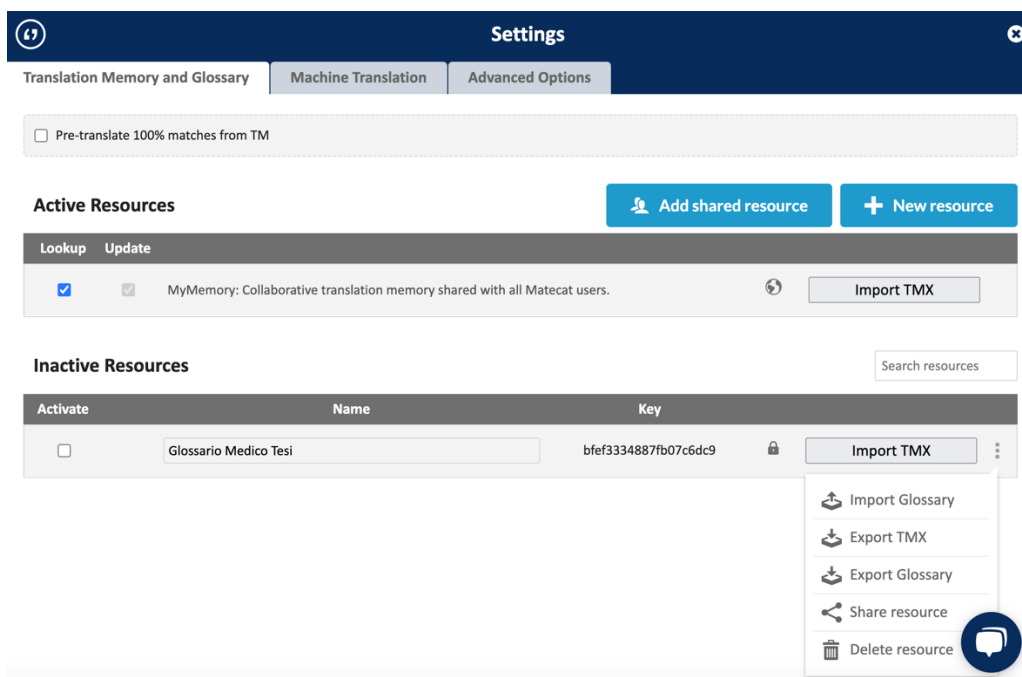 Settings
Translation Memory and Glossary Machine Translation Advanced Options
Pre-translate 100% matches from TM
Active Resources Add shared resource New resource
Lookup Update
MyMemory: Collaborative translation memory shared with all Matecat users. Import TMX
Inactive Resources Search resources
Activate Name Key
Glossario Medico Tesi bfef3334887fb07c6dc9 Import TMX
Import Glossary
Export TMX
Export Glossary
Share resource
Delete resource